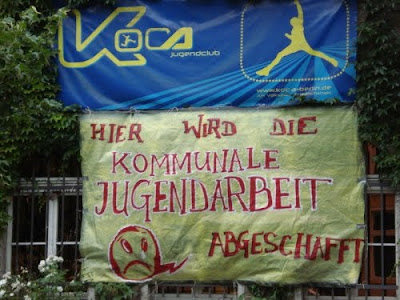 KOCA
jugendclub
HIER WIRD DIE
KOMMUNALE
JUGENDARBEIT
ABGESCHAFFT